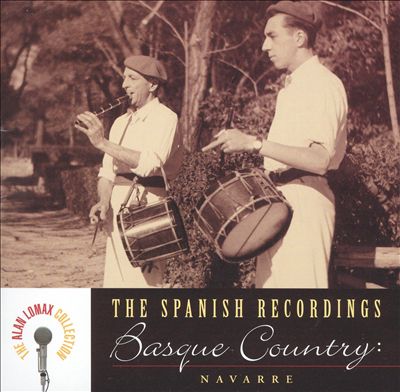 THE SPANISH RECORDINGS
Basque Country:
NAVARRE
THE ALAN LOMAX COLLECTION